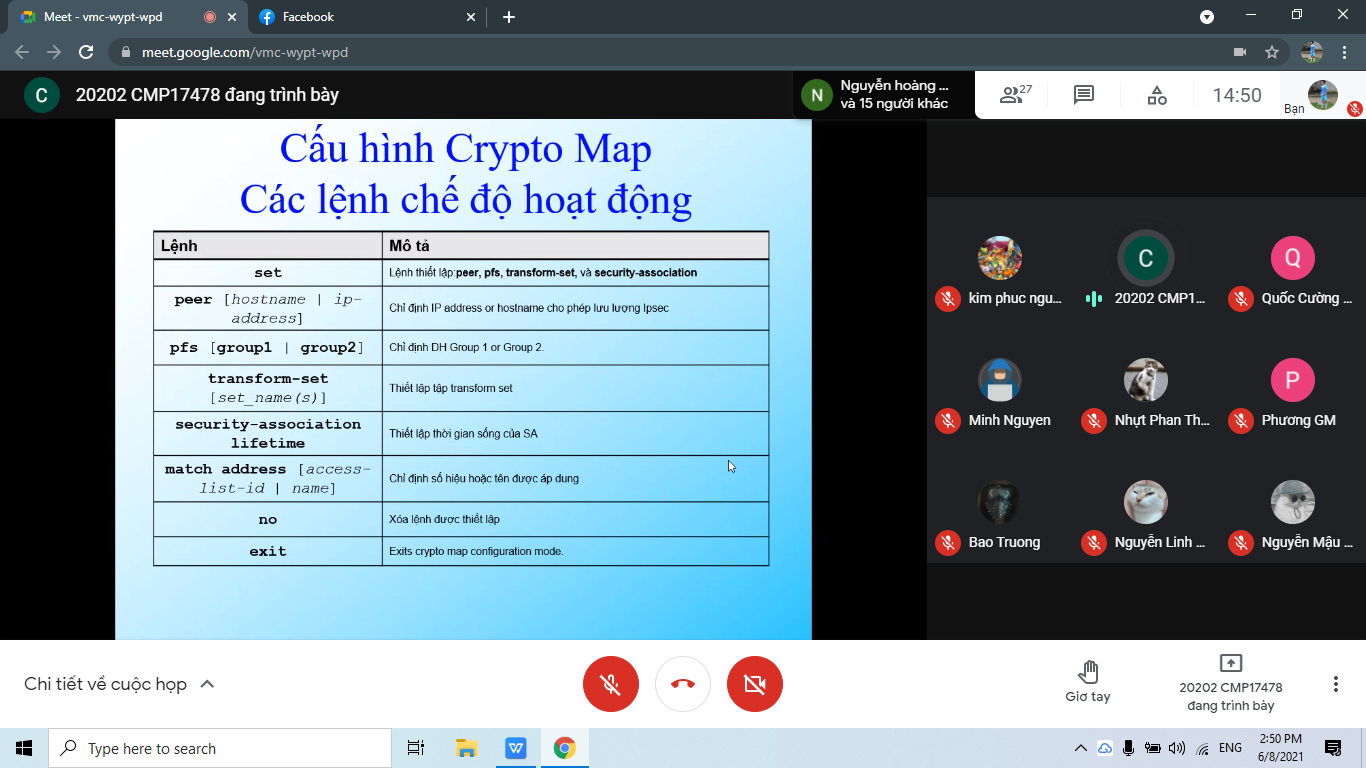 Meet - vmc-wypt-wpd
Facebook
meet.google.com/vmc-wypt-wpd
C
20202 CMP17478 đang trình bày
N
Nguyễn hoàng ...
và 15 người khác
27
14:50
Bạn
Cấu hình Crypto Map
Các lệnh chế độ hoạt động
Lệnh
Mô tả
set
Lệnh thiết lập:peer, pfs, transform-set, và security-association
peer [hostname | ip-
address]
Chỉ định IP address or hostname cho phép lưu lượng Ipsec
pfs [group1 | group2]
Chỉ định DH Group 1 or Group 2.
transform-set
[set_name(s)]
Thiết lập tập transform set
security-association
lifetime
Thiết lập thời gian sống của SA
match address [access-
list-id | name]
Chỉ định số hiệu hoặc tên được áp dung
no
Xóa lệnh được thiết lập
exit
Exits crypto map configuration mode.
C
Q
kim phuc ngu...
20202 CMP1...
Quốc Cường ...
P
Minh Nguyen
Nhựt Phan Th...
Phương GM
Bao Truong
Nguyễn Linh ...
Nguyễn Mậu ...
Chi tiết về cuộc họp
Giơ tay
20202 CMP17478
đang trình bày
Type here to search
W
ENG
2:50 PM
6/8/2021